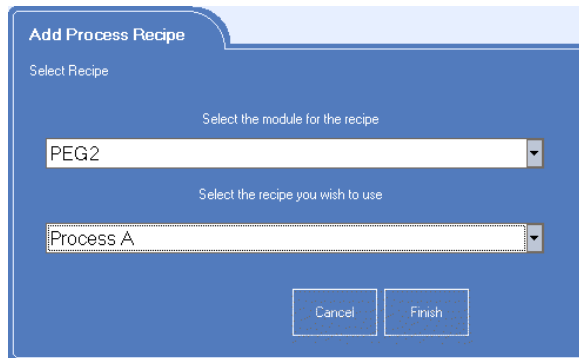 Add Process Recipe
Select Recipe
Select the module for the recipe
PEG2
Select the recipe you wish to use
Process A
Cancel Finish